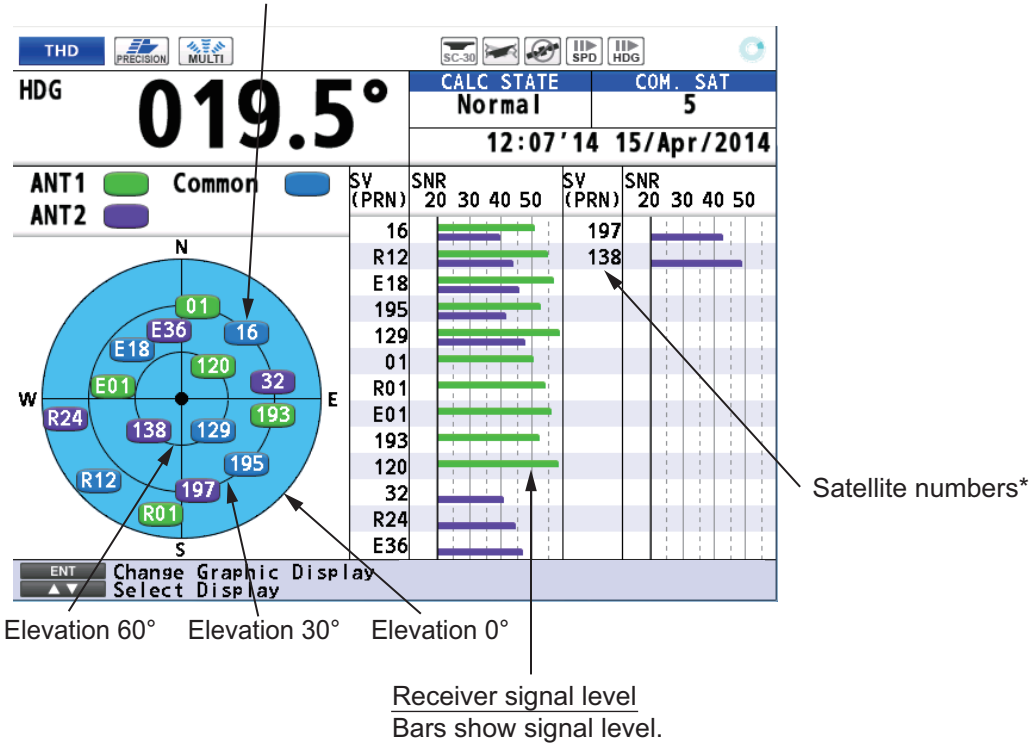 THD PRECISION MULTI SC-30 SPD HDG
HDG 019.5°
CALC STATE COM. SAT
Normal 5
12:07'14 15/Apr/2014
ANT1 Common
ANT2
SV (PRN) SNR 20 30 40 50 SV (PRN) SNR 20 30 40 50
16 197
R12 138
E18
195
129
01
R01
E01
193
120
32
R24
E36
N
01
E36 16
E18
120
E01 32
W E
R24 193
138 129
195
R12
197
R01
S
ENT Change Graphic Display
▲▼ Select Display
Satellite numbers*
Elevation 60° Elevation 30° Elevation 0°
Receiver signal level
Bars show signal level.